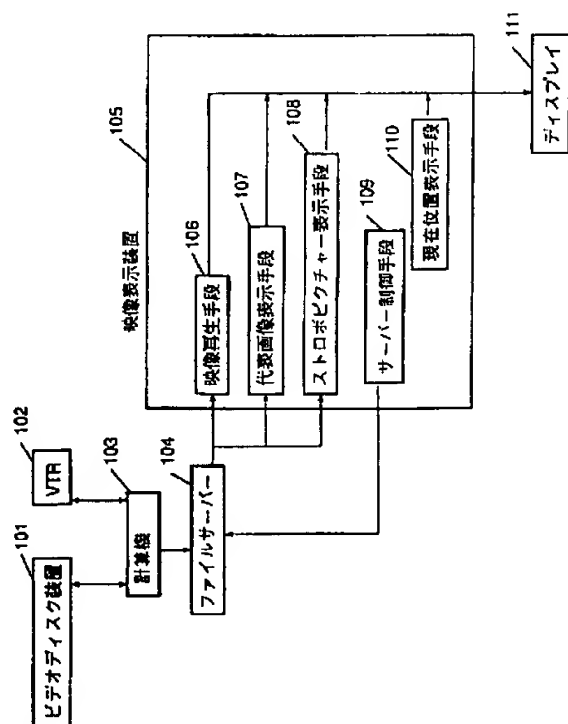 101
ビデオディスク装置
102
VTR
103
計算機
104
ファイルサーバー
105
映像表示装置
106
映像再生手段
107
代表画像表示手段
108
ストロボピクチャー表示手段
109
サーバー制御手段
110
現在位置表示手段
111
ディスプレイ